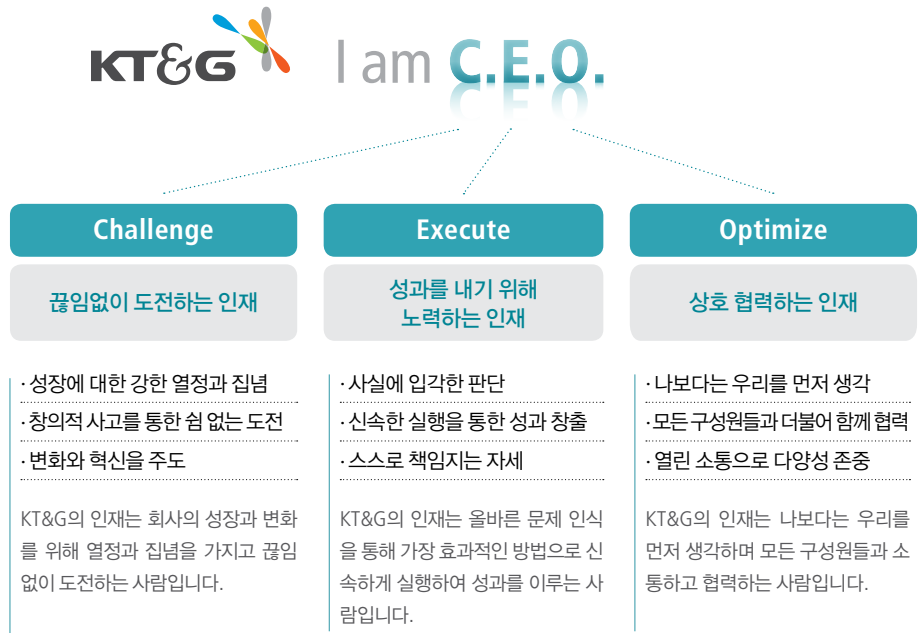 KT&G I am C.E.O.
Challenge
끊임없이 도전하는 인재
· 성장에 대한 강한 열정과 집념
· 창의적 사고를 통한 쉼 없는 도전
· 변화와 혁신을 주도
KT&G의 인재는 회사의 성장과 변화
를 위해 열정과 집념을 가지고 끊임
없이 도전하는 사람입니다.
Execute
성과를 내기 위해
노력하는 인재
· 사실에 입각한 판단
· 신속한 실행을 통한 성과 창출
· 스스로 책임지는 자세
KT&G의 인재는 올바른 문제 인식
을 통해 가장 효과적인 방법으로 신
속하게 실행하여 성과를 이루는 사
람입니다.
Optimize
상호 협력하는 인재
· 나보다는 우리를 먼저 생각
· 모든 구성원들과 더불어 함께 협력
· 열린 소통으로 다양성 존중
KT&G의 인재는 나보다는 우리를
먼저 생각하며 모든 구성원들과 소
통하고 협력하는 사람입니다.